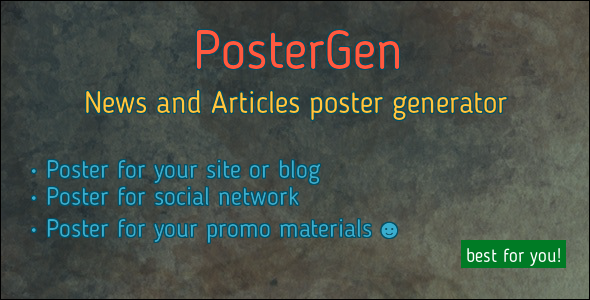 PosterGen
News and Articles poster generator
• Poster for your site or blog
• Poster for social network
• Poster for your promo materials ☻
best for you!